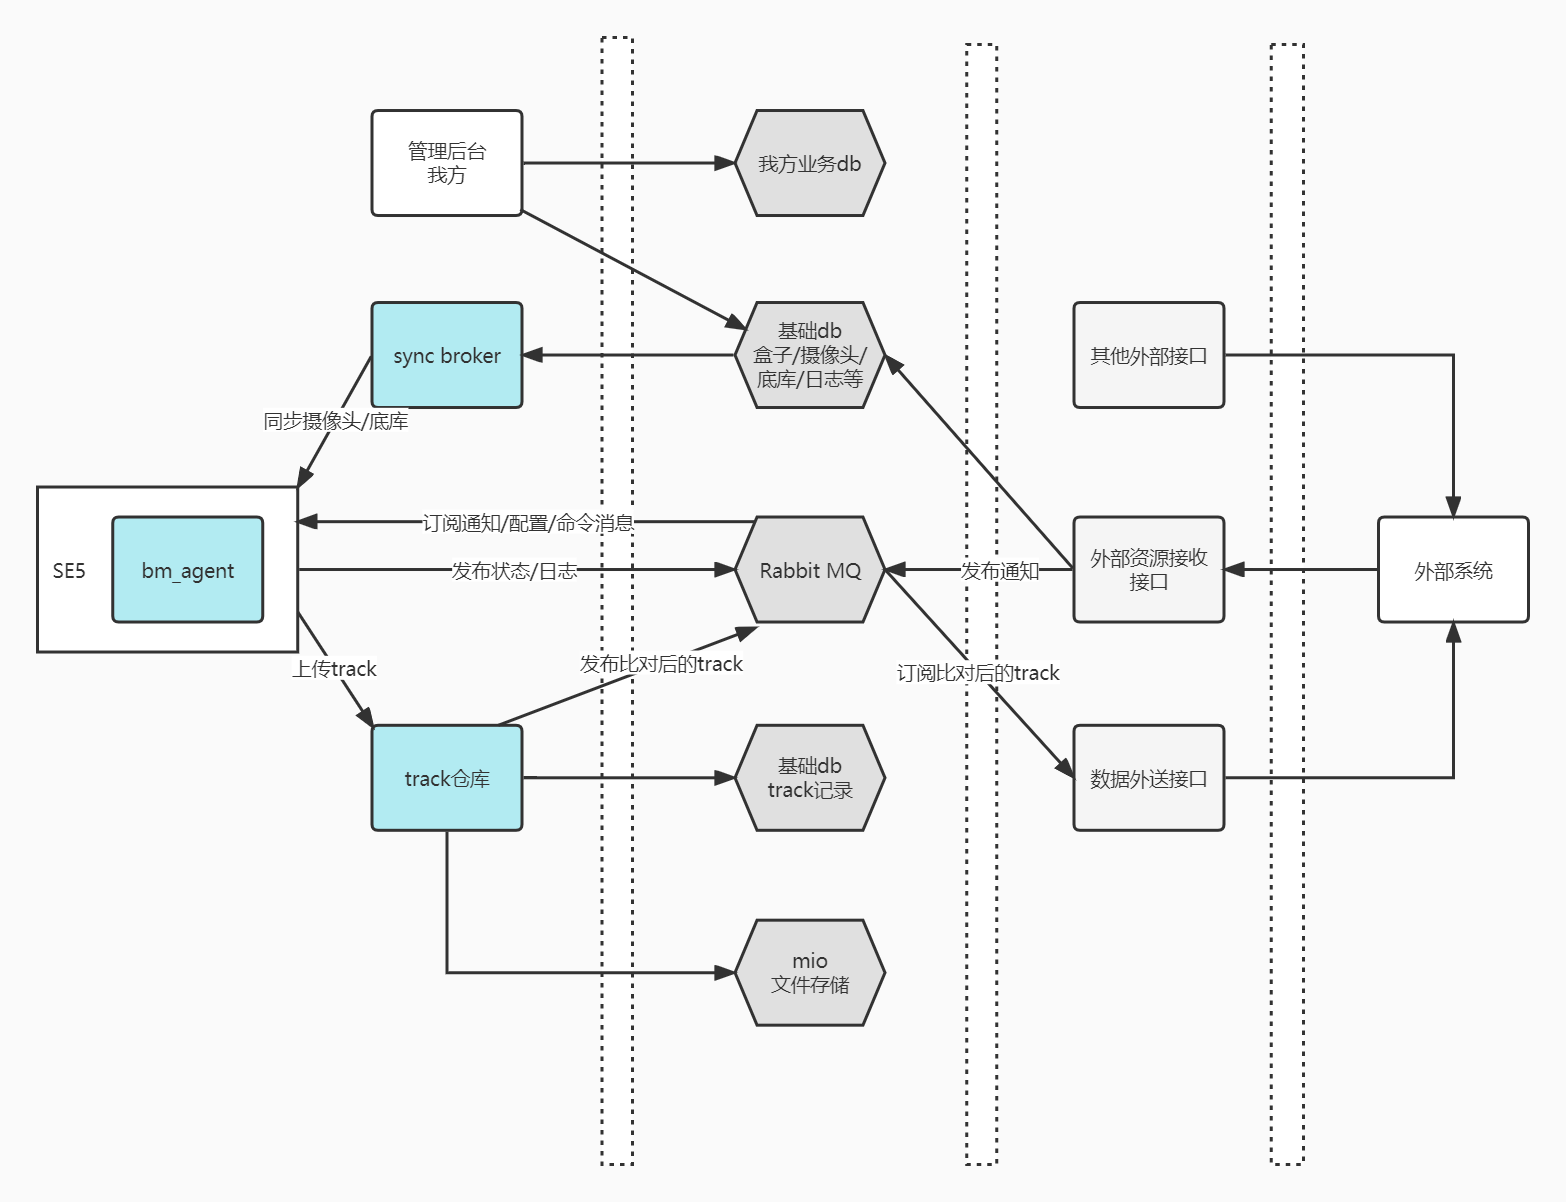 管理后台
我方
我方业务db
sync broker
基础db
盒子/摄像头/
底库/日志等
其他外部接口
同步摄像头/底库
订阅通知/配置/命令消息
SE5
bm_agent
发布状态/日志
Rabbit MQ
发布通知
外部资源接收
接口
外部系统
上传track
发布比对后的track
订阅比对后的track
track仓库
基础db
track记录
数据外送接口
mio
文件存储